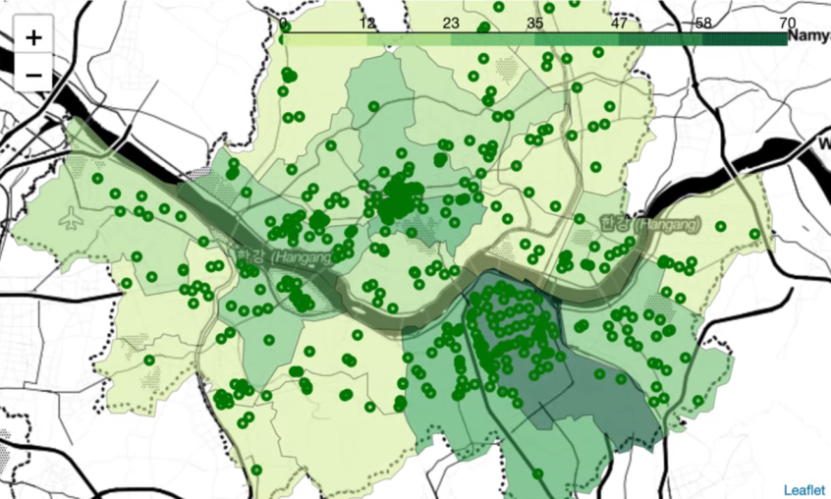 +
−
0 12 23 35 47 58 70
Namy
W
한강 (Hangang)
한강 (Hangang
Leaflet